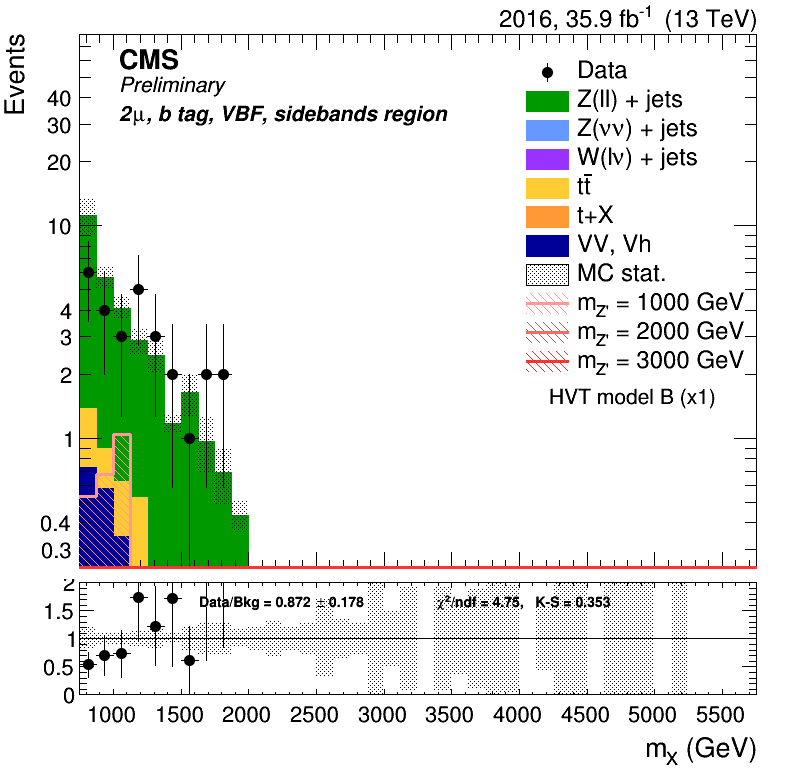 2016, 35.9 fb⁻¹ (13 TeV)
Events
CMS
Preliminary
2μ, b tag, VBF, sidebands region
Data
Z(ll) + jets
Z(νν) + jets
W(lν) + jets
tt̄
t+X
VV, Vh
MC stat.
m_Z' = 1000 GeV
m_Z' = 2000 GeV
m_Z' = 3000 GeV
HVT model B (x1)
40
30
20
10
4
3
2
1
0.4
0.3
2
1.5
1
0.5
0
Data/Bkg = 0.872 ± 0.178
χ²/ndf = 4.75, K-S = 0.353
1000 1500 2000 2500 3000 3500 4000 4500 5000 5500
m_X (GeV)